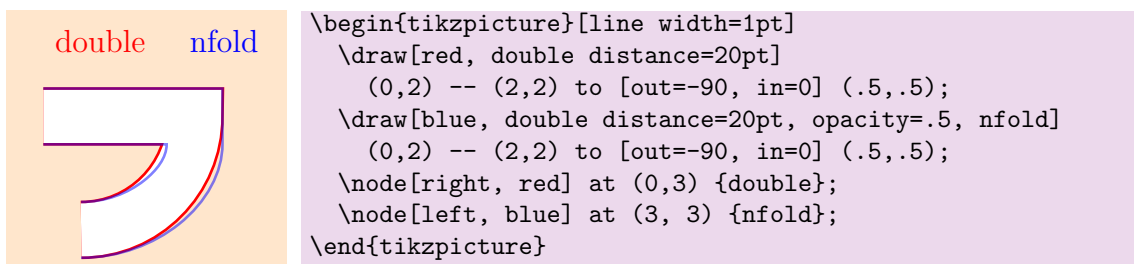 double nfold
\begin{tikzpicture}[line width=1pt]
  \draw[red, double distance=20pt]
    (0,2) -- (2,2) to [out=-90, in=0] (.5,.5);
  \draw[blue, double distance=20pt, opacity=.5, nfold]
    (0,2) -- (2,2) to [out=-90, in=0] (.5,.5);
  \node[right, red] at (0,3) {double};
  \node[left, blue] at (3, 3) {nfold};
\end{tikzpicture}